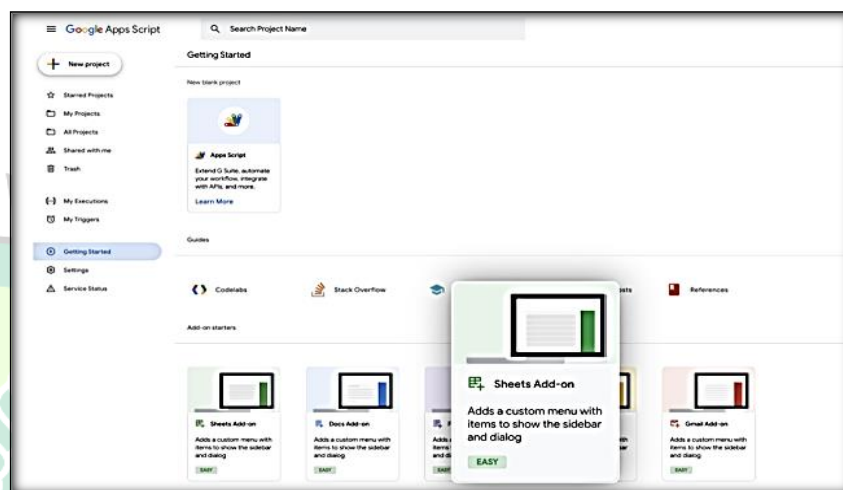 Google Apps Script
Search Project Name
New project
Starred Projects
My Projects
All Projects
Shared with me
Trash
My Executions
My Triggers
Getting Started
Settings
Service Status
Getting Started
New blank project
Apps Script
Extend G Suite, automate
your workflow, integrate
with APIs, and more.
Learn More
Guides
Codelabs
Stack Overflow
References
Add-on starters
Sheets Add-on
Adds a custom menu with
items to show the sidebar
and dialog
EASY
Docs Add-on
Adds a custom menu with
items to show the sidebar
and dialog
EASY
Sheets Add-on
Adds a custom menu with
items to show the sidebar
and dialog
EASY
Gmail Add-on
Adds a custom menu with
items to show the sidebar
and dialog
EASY